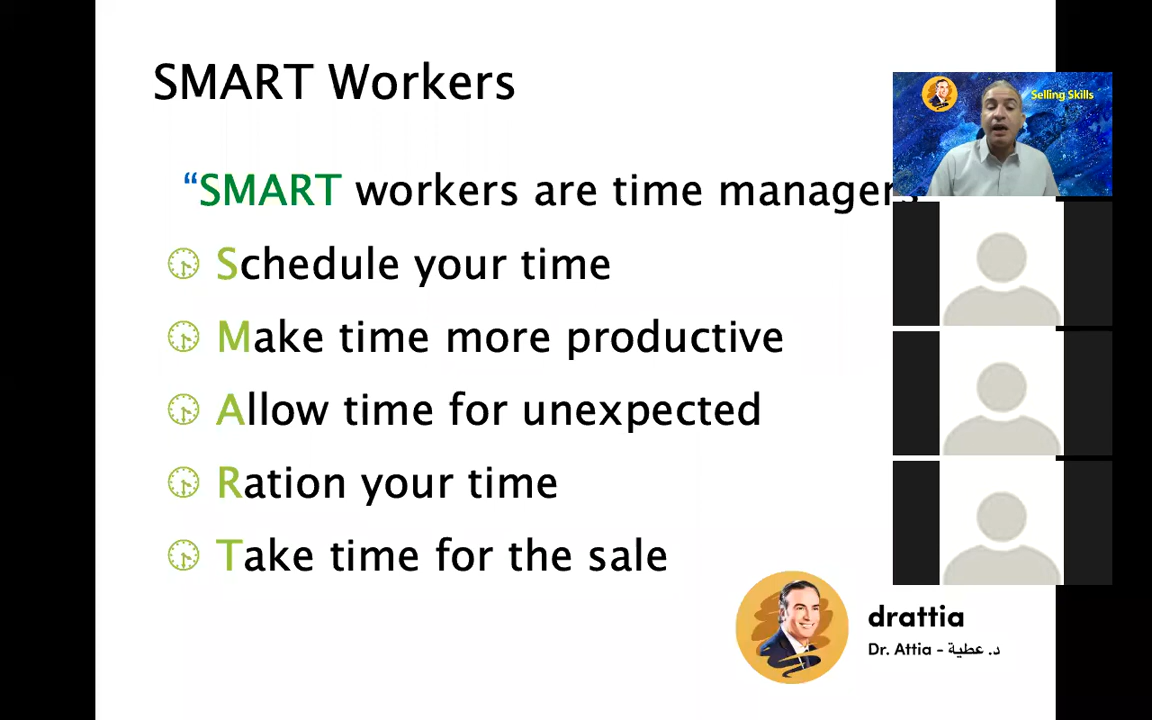 SMART Workers
Selling Skills
“SMART workers are time managers
Schedule your time
Make time more productive
Allow time for unexpected
Ration your time
Take time for the sale
drattia
Dr. Attia - د. عطية